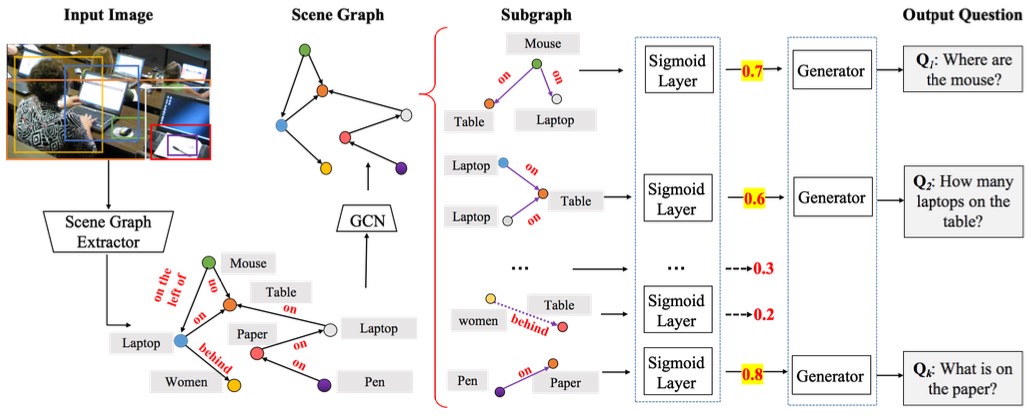 Input Image
Scene Graph
Subgraph
Output Question
Scene Graph
Extractor
on the
left of
on
Mouse
Table
on
on
Laptop
Laptop
Paper
on
behind
on
Women
Pen
GCN
Mouse
on
on
Table
Laptop
Sigmoid
Layer
0.7
Generator
Q1: Where are
the mouse?
Laptop
on
Table
Laptop
on
Sigmoid
Layer
0.6
Generator
Q2: How many
laptops on the
table?
...
...
0.3
women
Table
behind
Sigmoid
Layer
0.2
Pen
on
Paper
Sigmoid
Layer
0.8
Generator
Qk: What is on
the paper?